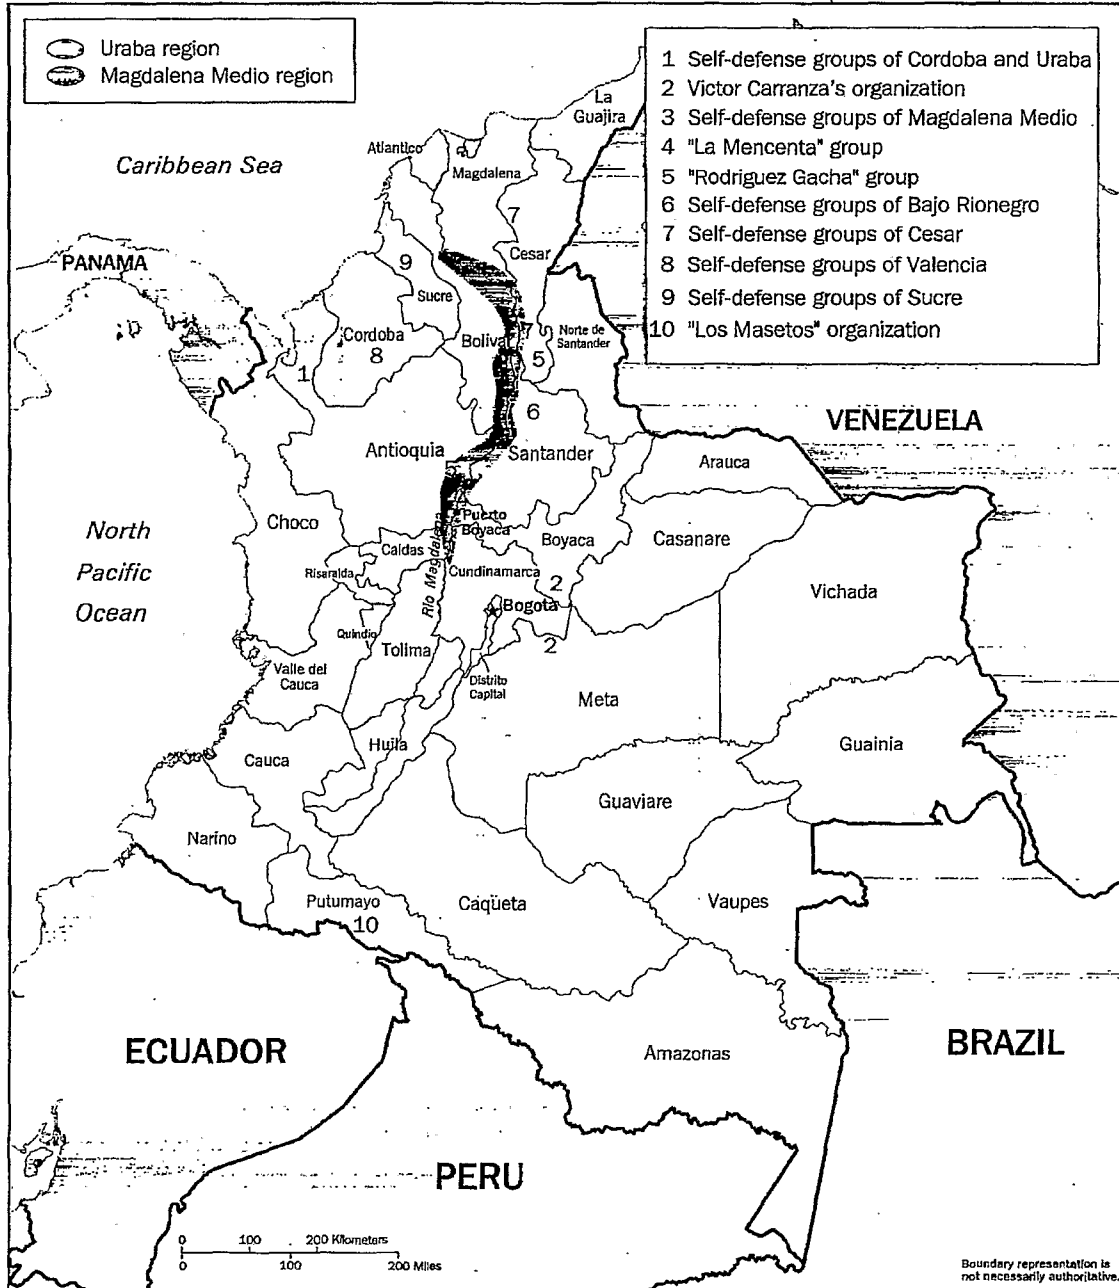 Uraba region
Magdalena Medio region
1 Self-defense groups of Cordoba and Uraba
2 Victor Carranza's organization
3 Self-defense groups of Magdalena Medio
4 "La Mencenta" group
5 "Rodriguez Gacha" group
6 Self-defense groups of Bajo Rionegro
7 Self-defense groups of Cesar
8 Self-defense groups of Valencia
9 Self-defense groups of Sucre
10 "Los Masetos" organization
La
Guajira
Atlantico
Caribbean Sea
Magdalena
7
Cesar
PANAMA
9
Sucre
Cordoba
8
Bolivar
7
Norte de
Santander
5
1
6
VENEZUELA
Antioquia
Santander
Arauca
North
Pacific
Ocean
Choco
Puerto
Boyaca
Boyaca
Casanare
Caldas
Rio Magdalena
Risaralda
Cundinamarca
2
Vichada
Bogota
Quindio
Tolima
2
Valle del
Cauca
Distrito
Capital
Meta
Huila
Guainia
Cauca
Guaviare
Narino
Putumayo
10
Caqüeta
Vaupes
ECUADOR
Amazonas
BRAZIL
PERU
0 100 200 Kilometers
0 100 200 Miles
Boundary representation is
not necessarily authoritative.